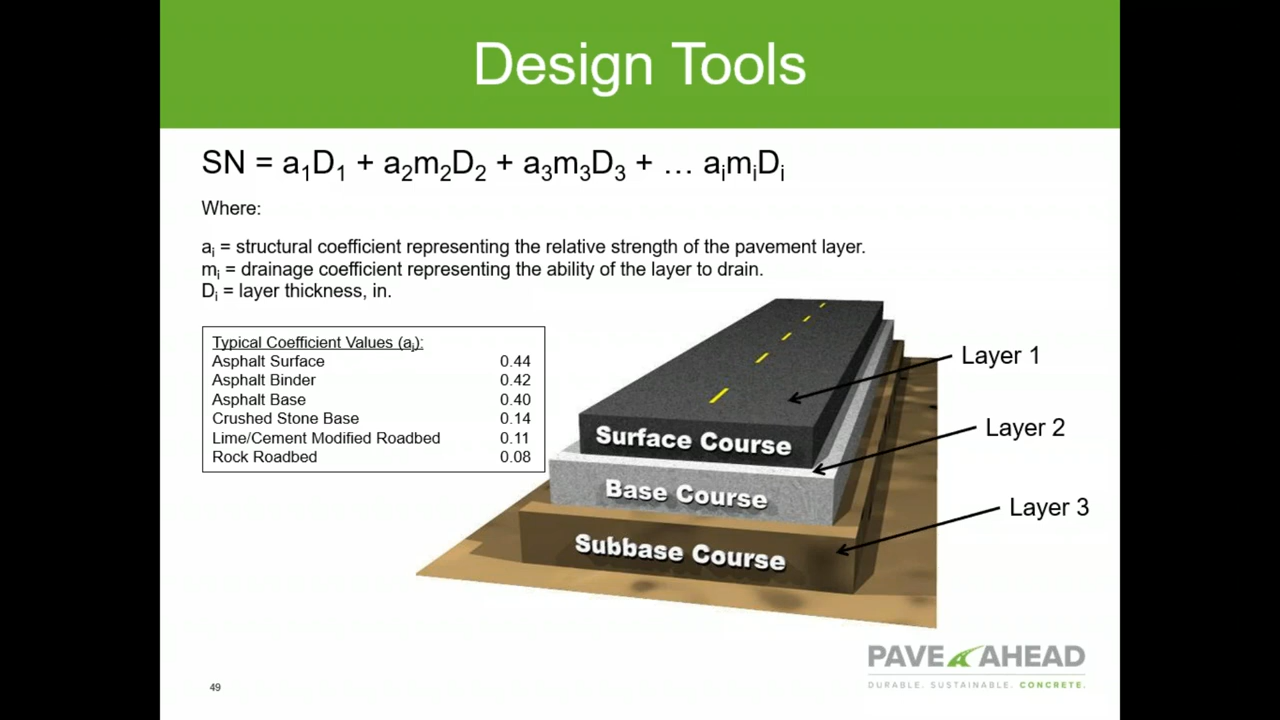 Design Tools
SN = a₁D₁ + a₂m₂D₂ + a₃m₃D₃ + … aᵢmᵢDᵢ
Where:
aᵢ = structural coefficient representing the relative strength of the pavement layer.
mᵢ = drainage coefficient representing the ability of the layer to drain.
Dᵢ = layer thickness, in.
Typical Coefficient Values (aᵢ):
Asphalt Surface 0.44
Asphalt Binder 0.42
Asphalt Base 0.40
Crushed Stone Base 0.14
Lime/Cement Modified Roadbed 0.11
Rock Roadbed 0.08
Layer 1
Surface Course
Layer 2
Base Course
Layer 3
Subbase Course
PAVE AHEAD
DURABLE. SUSTAINABLE. CONCRETE.
49